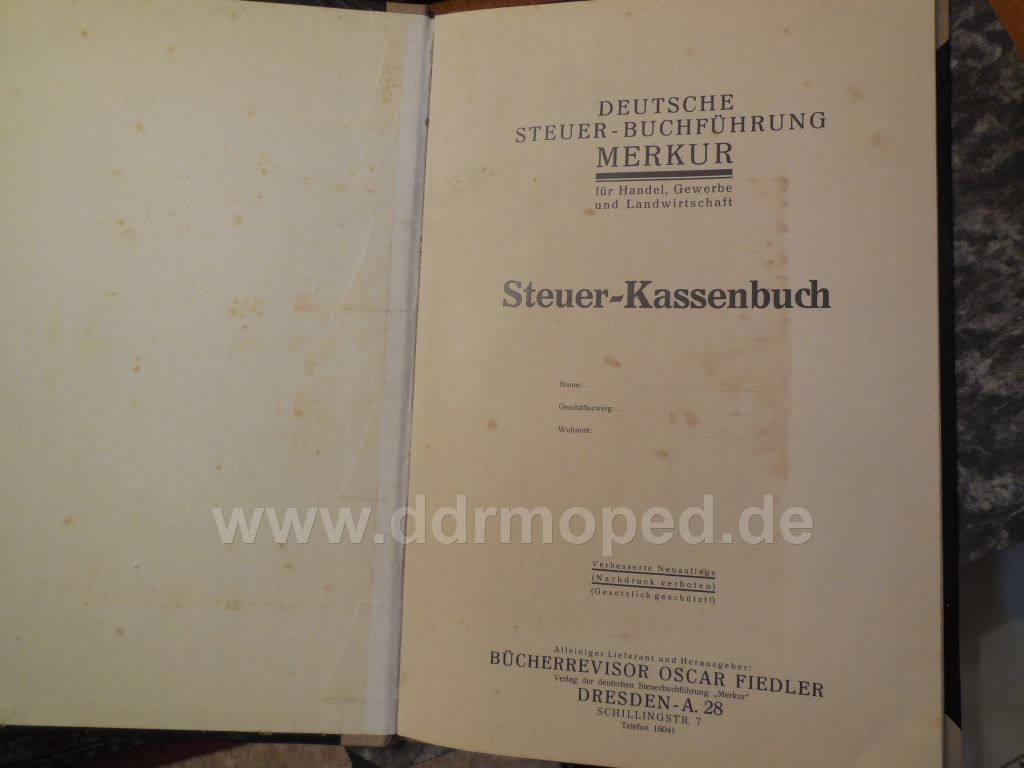 DEUTSCHE
STEUER-BUCHFÜHRUNG
MERKUR
für Handel, Gewerbe
und Landwirtschaft
Steuer-Kassenbuch
Name:
Geschäftszweig:
Wohnort:
www.ddrmoped.de
Verbesserte Neuauflage
(Nachdruck verboten)
(Gesetzlich geschützt!)
Alleiniger Lieferant und Herausgeber:
BÜCHERREVISOR OSCAR FIEDLER
Verlag der deutschen Steuerbuchführung „Merkur"
DRESDEN-A. 28
SCHILLINGSTR. 7
Telefon 16041